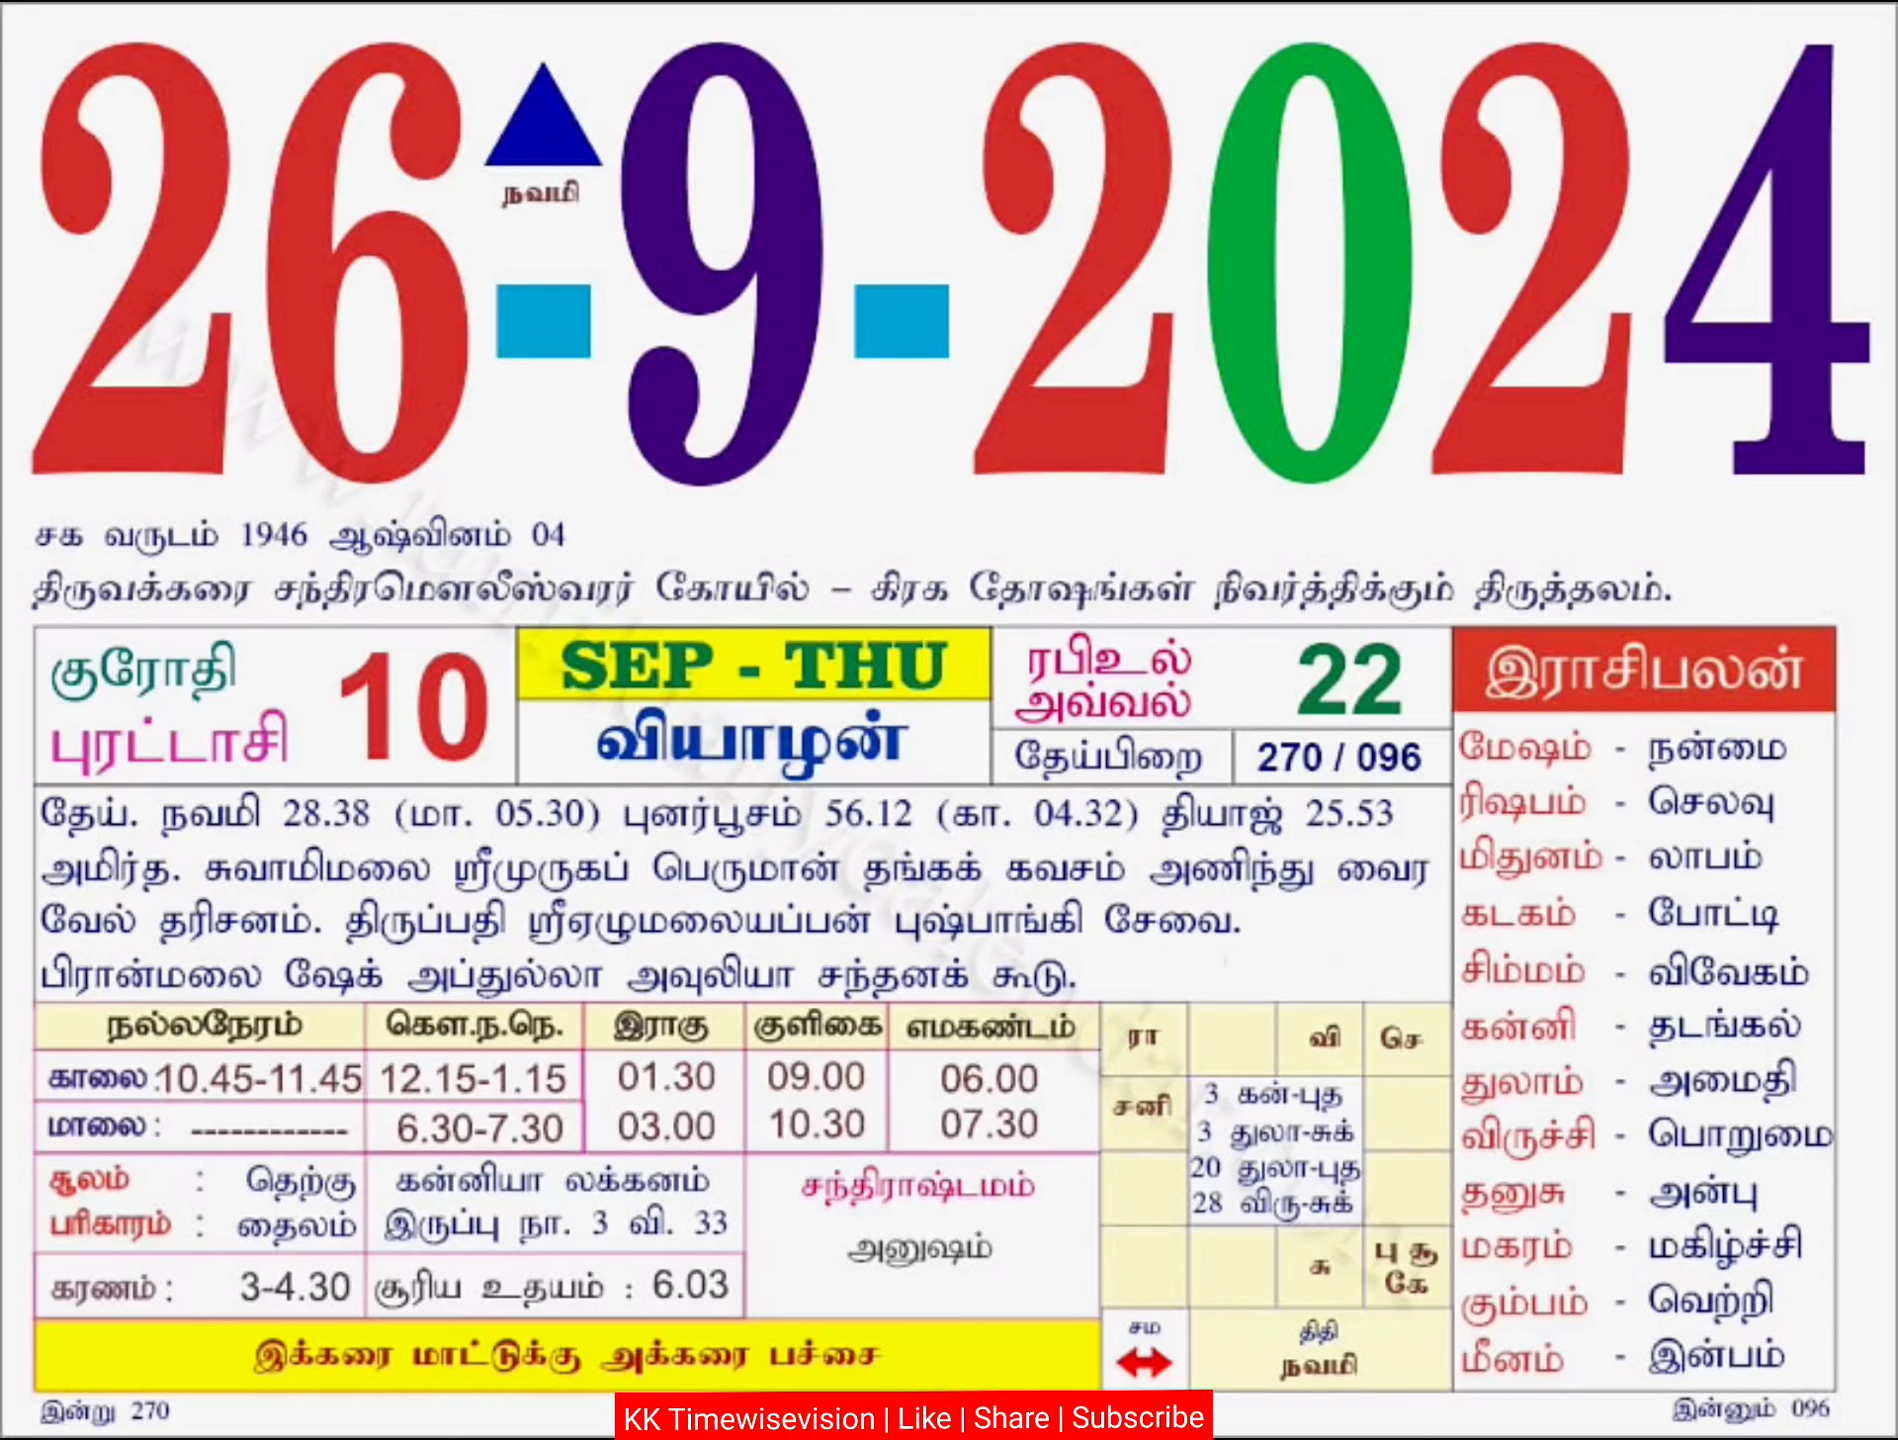 26-9-2024
நவமி
சக வருடம் 1946 ஆஷ்வினம் 04
திருவக்கரை சந்திரமௌலீஸ்வரர் கோயில் – கிரக தோஷங்கள் நிவர்த்திக்கும் திருத்தலம்.
குரோதி
புரட்டாசி 10
SEP - THU
வியாழன்
ரபிஉல்
அவ்வல் 22
தேய்பிறை 270 / 096
தேய். நவமி 28.38 (மா. 05.30) புனர்பூசம் 56.12 (கா. 04.32) தியாஜ் 25.53
அமிர்த. சுவாமிமலை ஸ்ரீமுருகப் பெருமான் தங்கக் கவசம் அணிந்து வைர
வேல் தரிசனம். திருப்பதி ஸ்ரீஏழுமலையப்பன் புஷ்பாங்கி சேவை.
பிரான்மலை ஷேக் அப்துல்லா அவுலியா சந்தனக் கூடு.
நல்லநேரம் கௌ.ந.நெ. இராகு குளிகை எமகண்டம்
காலை :10.45-11.45 12.15-1.15 01.30 09.00 06.00
மாலை : ------------ 6.30-7.30 03.00 10.30 07.30
சூலம் : தெற்கு
பரிகாரம் : தைலம்
கன்னியா லக்கனம்
இருப்பு நா. 3 வி. 33
சந்திராஷ்டமம்
அனுஷம்
கரணம் : 3-4.30 சூரிய உதயம் : 6.03
இக்கரை மாட்டுக்கு அக்கரை பச்சை
ரா வி செ
சனி
3 கன்-புத
3 துலா-சுக்
20 துலா-புத
28 விரு-சுக்
சு பு சூ
கே
சம
திதி
நவமி
இராசிபலன்
மேஷம் - நன்மை
ரிஷபம் - செலவு
மிதுனம் - லாபம்
கடகம் - போட்டி
சிம்மம் - விவேகம்
கன்னி - தடங்கல்
துலாம் - அமைதி
விருச்சி - பொறுமை
தனுசு - அன்பு
மகரம் - மகிழ்ச்சி
கும்பம் - வெற்றி
மீனம் - இன்பம்
இன்று 270
KK Timewisevision | Like | Share | Subscribe
இன்னும் 096